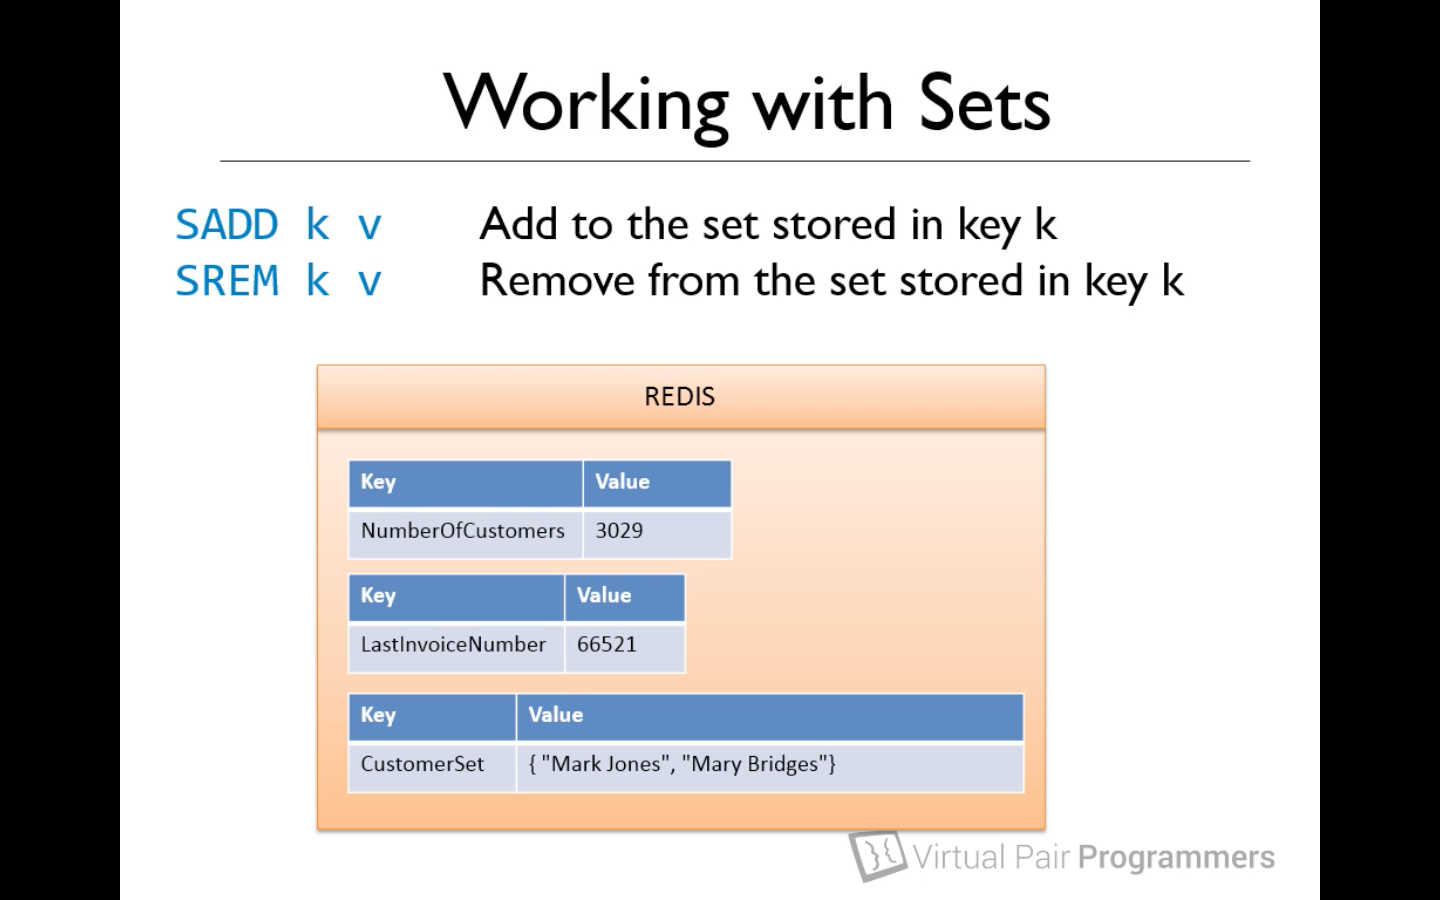 Working with Sets
SADD k v Add to the set stored in key k
SREM k v Remove from the set stored in key k
REDIS
Key Value
NumberOfCustomers 3029
Key Value
LastInvoiceNumber 66521
Key Value
CustomerSet { "Mark Jones", "Mary Bridges"}
Virtual Pair Programmers